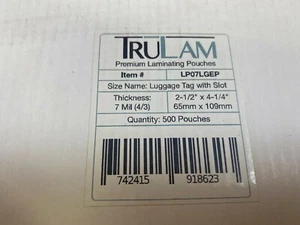 TRULAM
Premium Laminating Pouches
Item # LP07LGEP
Size Name: Luggage Tag with Slot
Thickness: 2-1/2" x 4-1/4"
7 Mil (4/3) 65mm x 109mm
Quantity: 500 Pouches
742415 918623